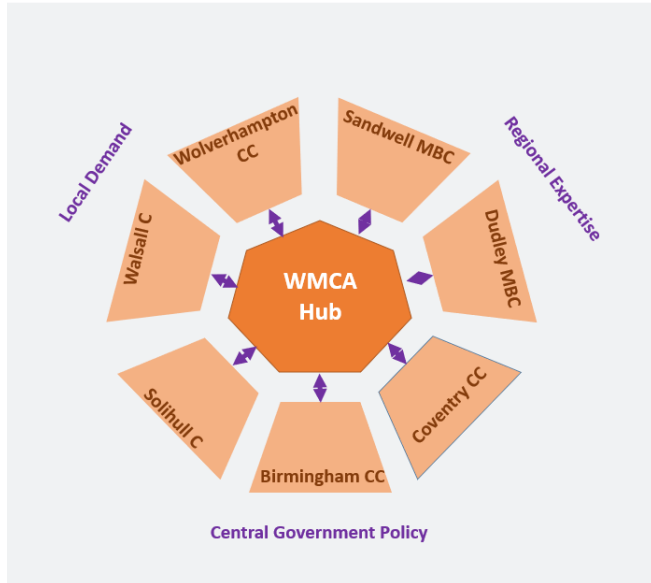 Local Demand
Regional Expertise
Wolverhampton
CC
Sandwell MBC
Walsall C
Dudley MBC
WMCA
Hub
Solihull C
Coventry CC
Birmingham CC
Central Government Policy